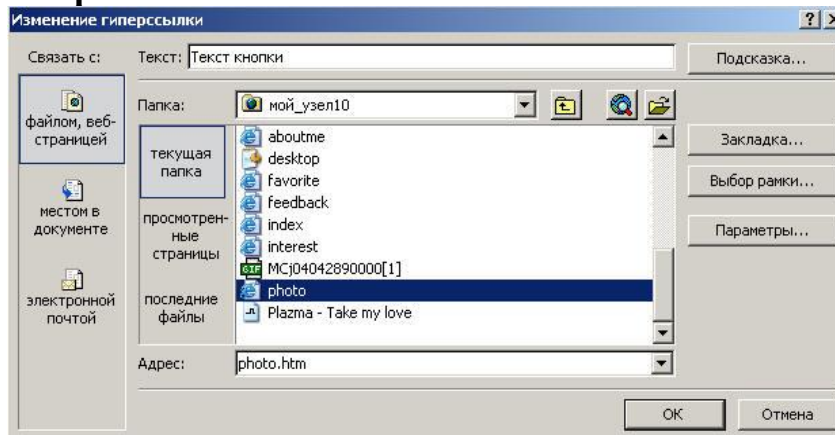 Изменение гиперссылки
Связать с:
Текст: Текст кнопки
Подсказка...
файлом, веб-
страницей
местом в
документе
электронной
почтой
Папка:
мой_узел10
текущая
папка
просмотрен-
ные
страницы
последние
файлы
aboutme
desktop
favorite
feedback
index
interest
GIF
MCj04042890000[1]
photo
Plazma - Take my love
Закладка...
Выбор рамки...
Параметры...
Адрес:
photo.htm
ОК
Отмена